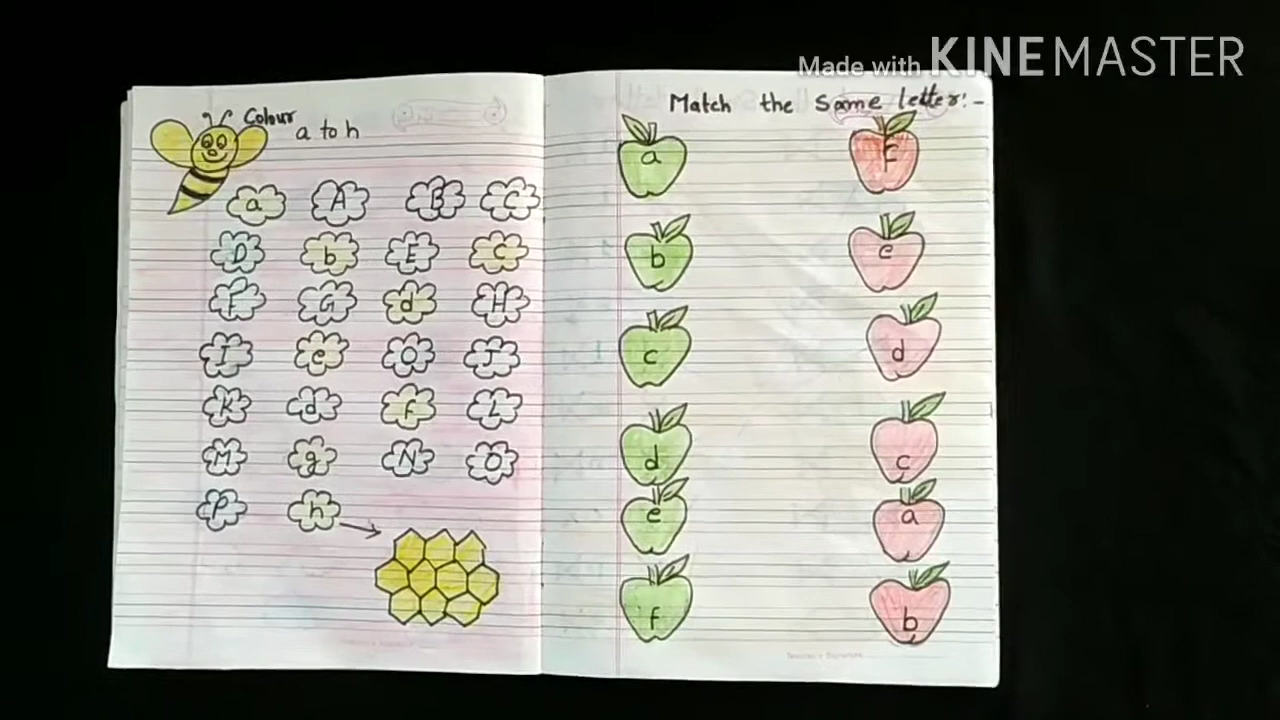 Made with KINEMASTER
Colour
a to h
a A B C
D b E C
F G d H
I e O J
K d f L
M g N O
P h
Match the same letter:-
a f
b e
c d
d c
e a
f b